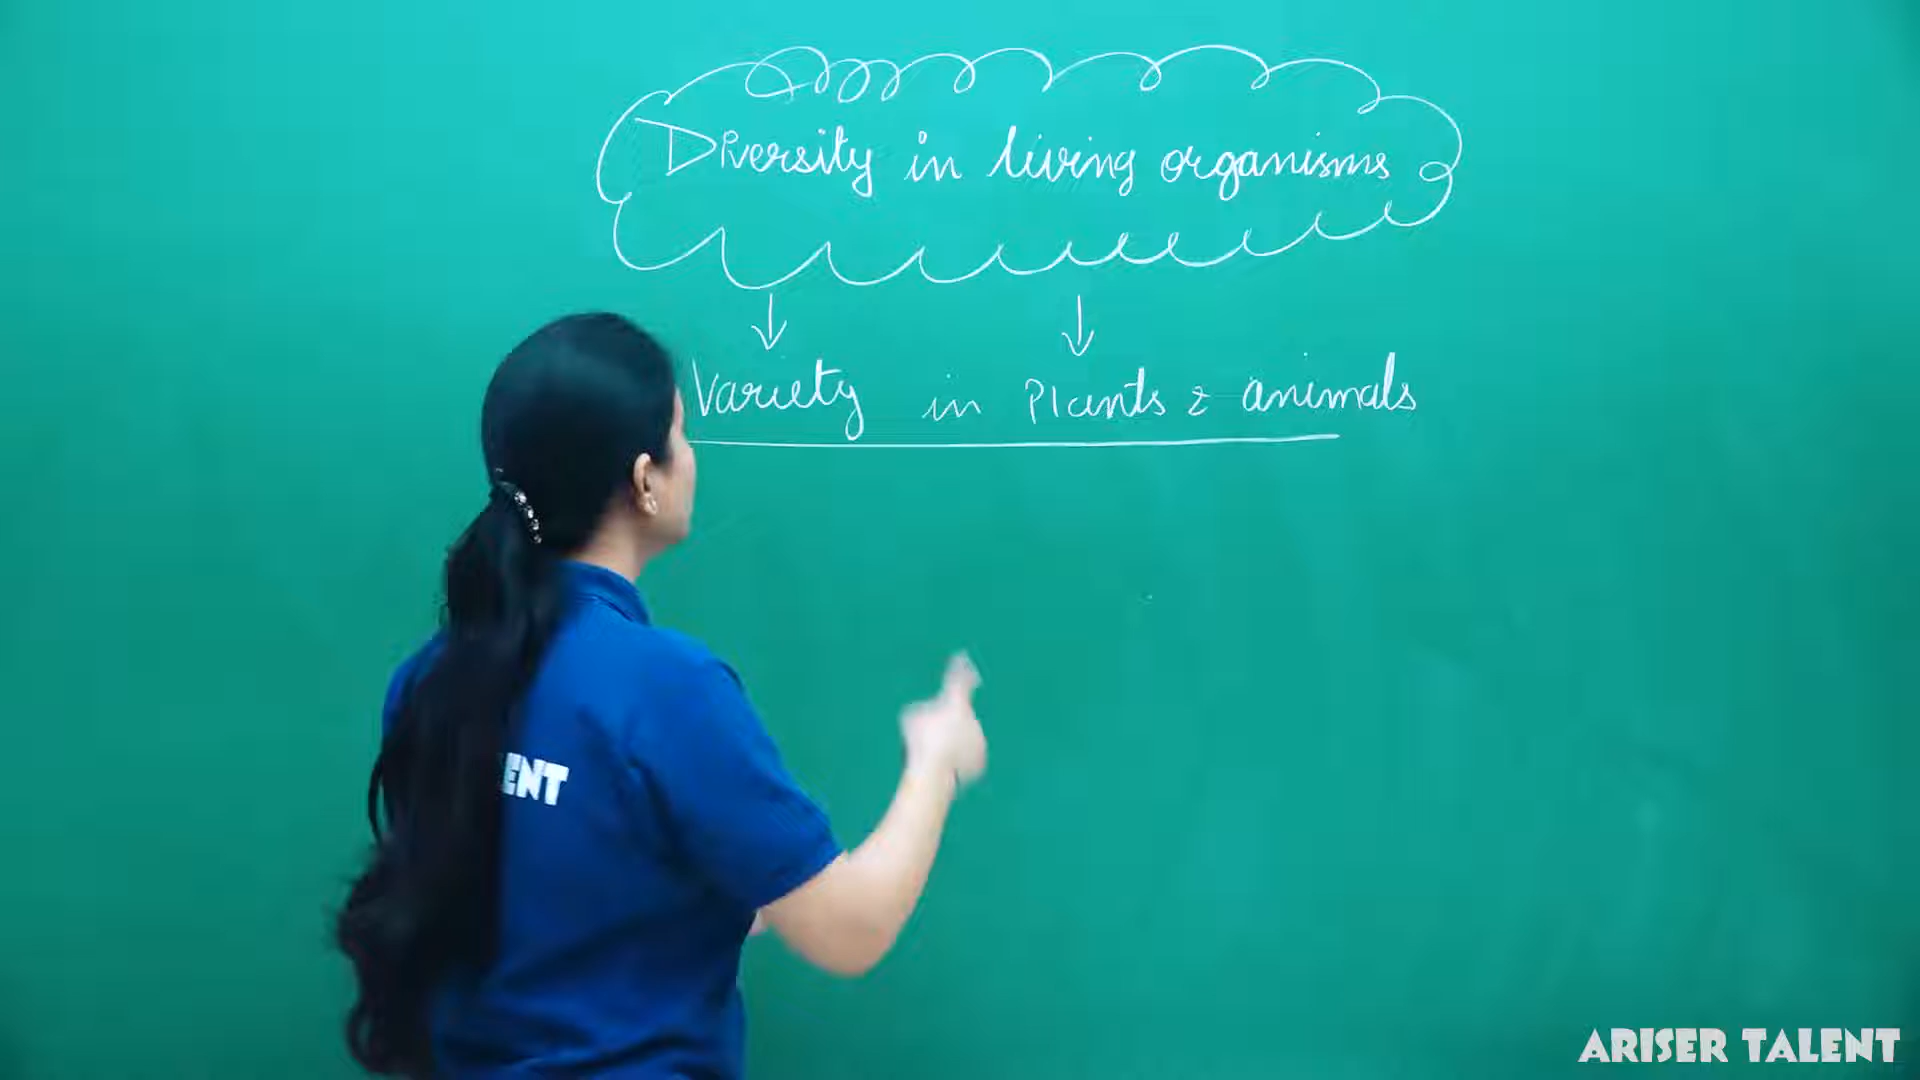 Diversity in living organisms
Variety in Plants & animals
ENT
ARISER TALENT